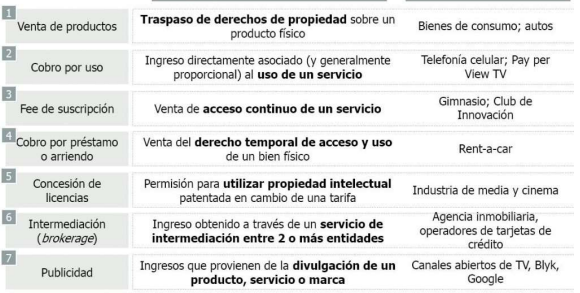 1
Venta de productos
Traspaso de derechos de propiedad sobre un
producto físico
Bienes de consumo; autos
2
Cobro por uso
Ingreso directamente asociado (y generalmente
proporcional) al uso de un servicio
Telefonía celular; Pay per
View TV
3
Fee de suscripción
Venta de acceso continuo de un servicio
Gimnasio; Club de
Innovación
4
Cobro por préstamo
o arriendo
Venta del derecho temporal de acceso y uso
de un bien físico
Rent-a-car
5
Concesión de
licencias
Permisión para utilizar propiedad intelectual
patentada en cambio de una tarifa
Industria de media y cinema
6
Intermediación
(brokerage)
Ingreso obtenido a través de un servicio de
intermediación entre 2 o más entidades
Agencia inmobiliaria,
operadores de tarjetas de
crédito
7
Publicidad
Ingresos que provienen de la divulgación de un
producto, servicio o marca
Canales abiertos de TV, Blyk,
Google